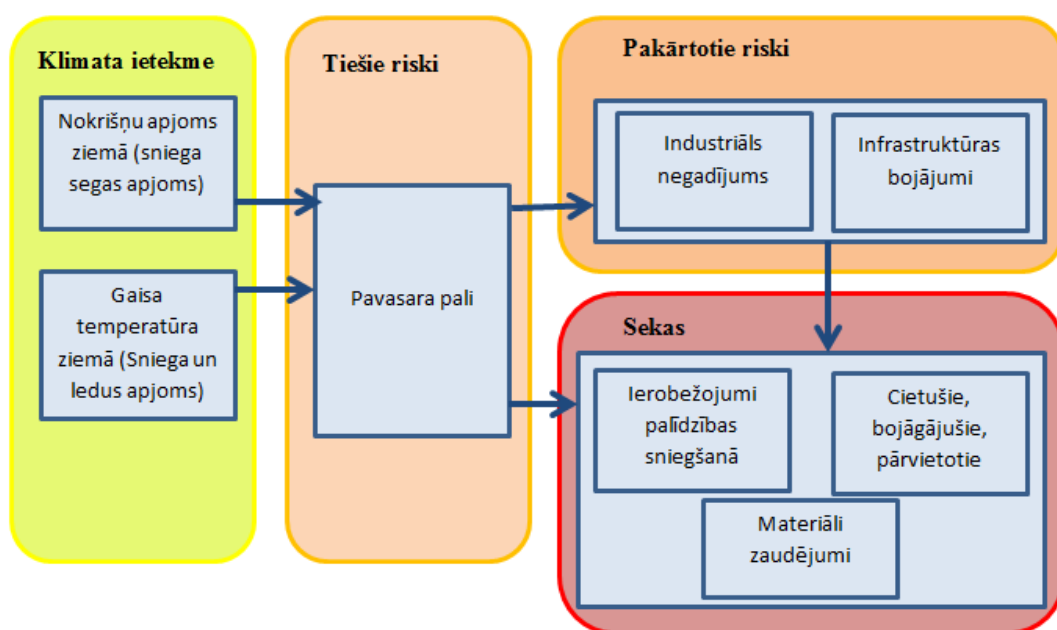 Klimata ietekme
Nokrišņu apjoms
ziemā (sniega
segas apjoms)
Gaisa
temperatūra
ziemā (Sniega un
ledus apjoms)
Tiešie riski
Pavasara pali
Pakārtotie riski
Industriāls
negadījums
Infrastruktūras
bojājumi
Sekas
Ierobežojumi
palīdzības
sniegšanā
Cietušie,
bojāgājušie,
pārvietotie
Materiāli
zaudējumi